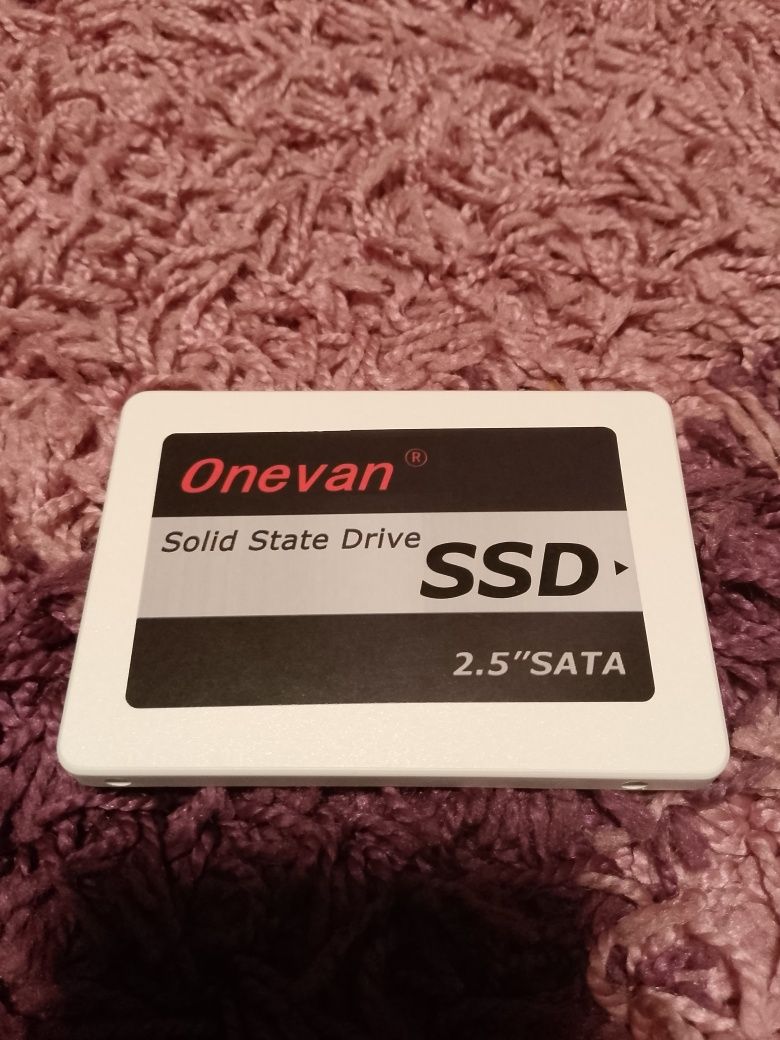 Onevan®
Solid State Drive
SSD▸
2.5"SATA